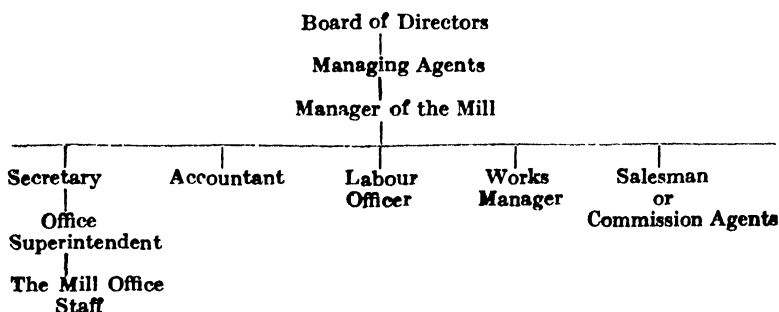 Board of Directors
Managing Agents
Manager of the Mill
Secretary Accountant Labour Officer Works Manager Salesman or Commission Agents
Office
Superintendent
The Mill Office
Staff